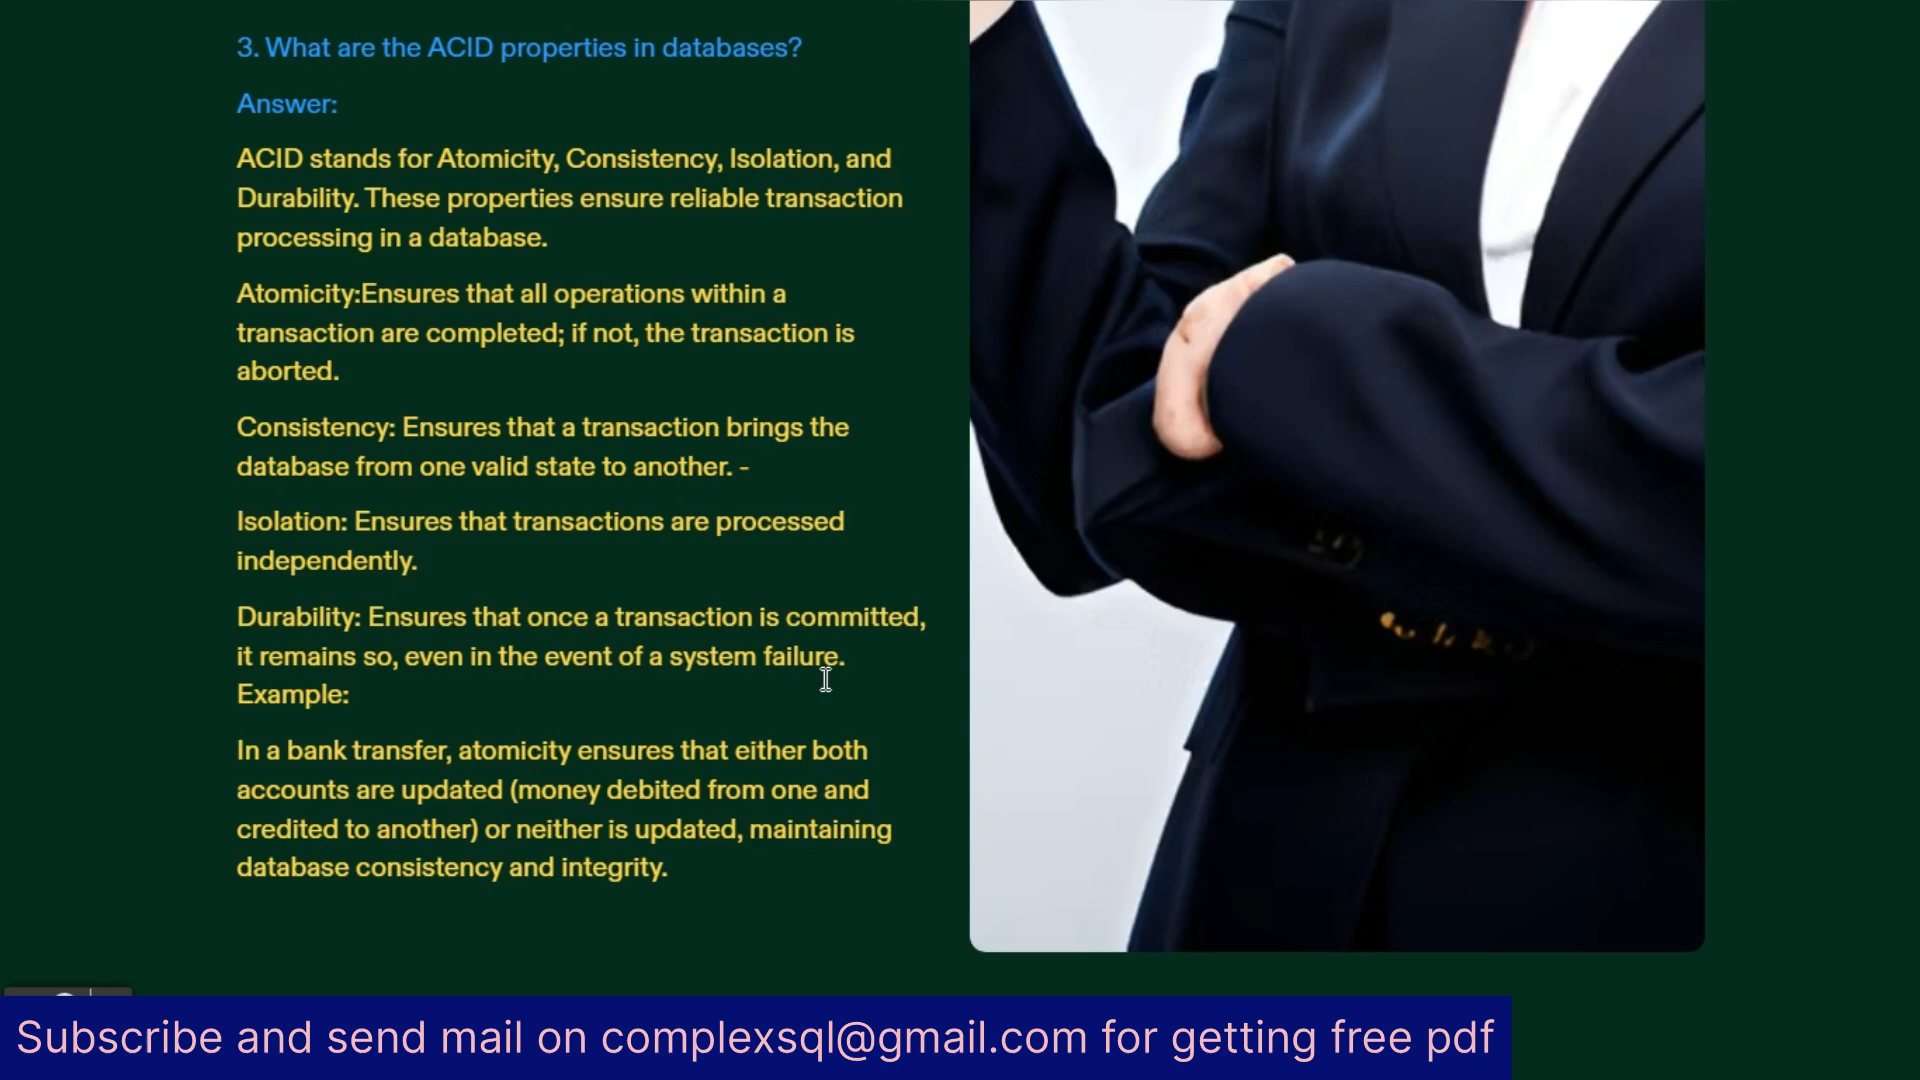 3. What are the ACID properties in databases?
Answer:
ACID stands for Atomicity, Consistency, Isolation, and
Durability. These properties ensure reliable transaction
processing in a database.
Atomicity:Ensures that all operations within a
transaction are completed; if not, the transaction is
aborted.
Consistency: Ensures that a transaction brings the
database from one valid state to another. -
Isolation: Ensures that transactions are processed
independently.
Durability: Ensures that once a transaction is committed,
it remains so, even in the event of a system failure.
Example:
In a bank transfer, atomicity ensures that either both
accounts are updated (money debited from one and
credited to another) or neither is updated, maintaining
database consistency and integrity.
Subscribe and send mail on complexsql@gmail.com for getting free pdf